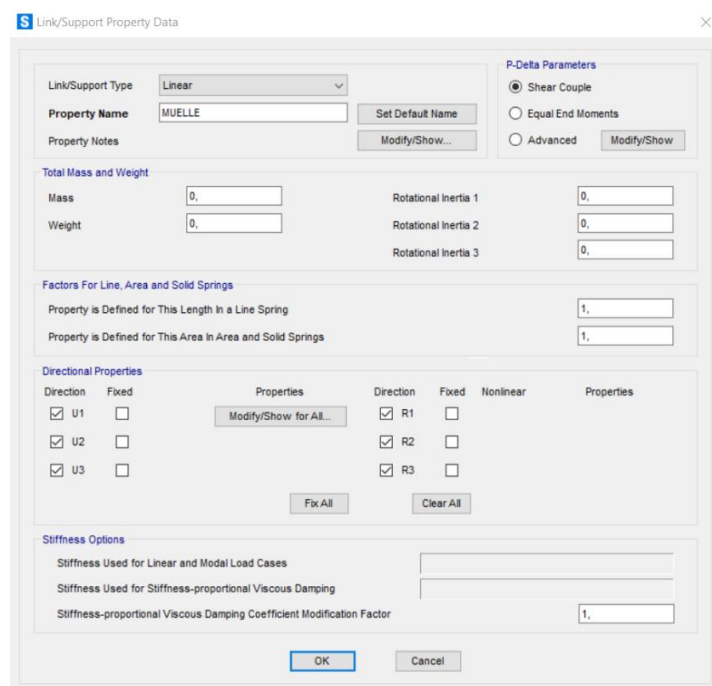 S Link/Support Property Data
P-Delta Parameters
Link/Support Type Linear
Shear Couple
Property Name MUELLE Set Default Name
Equal End Moments
Property Notes Modify/Show...
Advanced Modify/Show
Total Mass and Weight
Mass 0, Rotational Inertia 1 0,
Weight 0, Rotational Inertia 2 0,
Rotational Inertia 3 0,
Factors For Line, Area and Solid Springs
Property is Defined for This Length In a Line Spring 1,
Property is Defined for This Area In Area and Solid Springs 1,
Directional Properties
Direction Fixed Properties Direction Fixed Nonlinear Properties
U1 Modify/Show for All... R1
U2 R2
U3 R3
Fix All Clear All
Stiffness Options
Stiffness Used for Linear and Modal Load Cases
Stiffness Used for Stiffness-proportional Viscous Damping
Stiffness-proportional Viscous Damping Coefficient Modification Factor 1,
OK Cancel